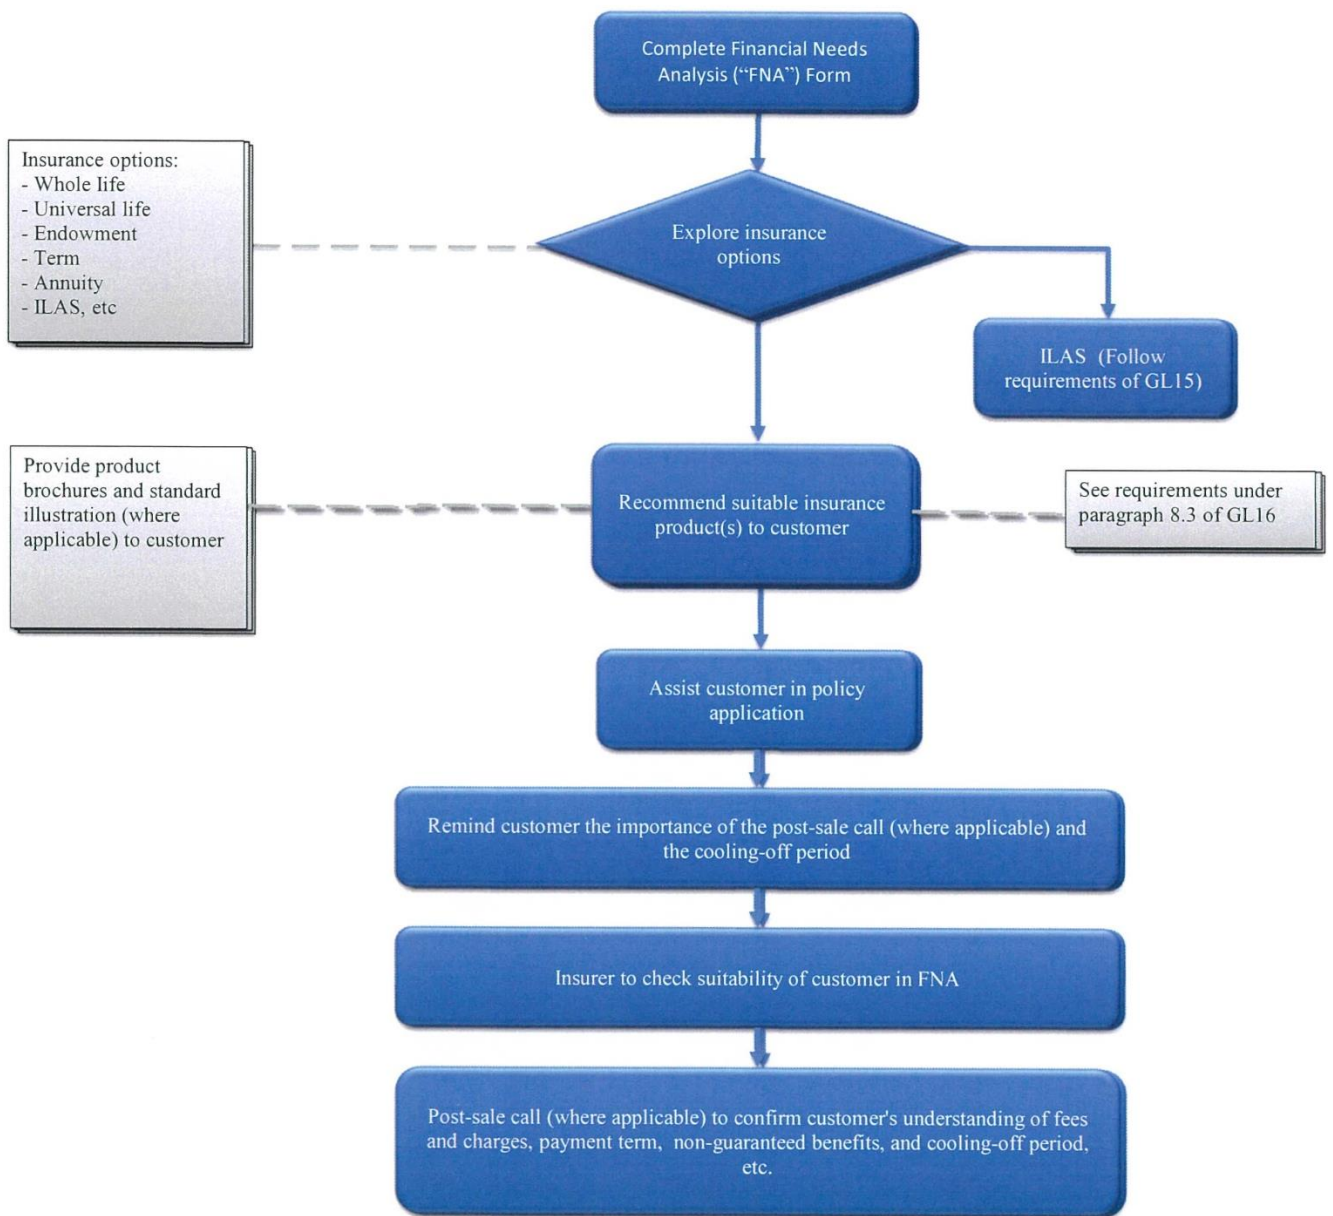 Complete Financial Needs
Analysis (“FNA”) Form
Insurance options:
- Whole life
- Universal life
- Endowment
- Term
- Annuity
- ILAS, etc
Explore insurance
options
ILAS (Follow
requirements of GL15)
Provide product
brochures and standard
illustration (where
applicable) to customer
Recommend suitable insurance
product(s) to customer
See requirements under
paragraph 8.3 of GL16
Assist customer in policy
application
Remind customer the importance of the post-sale call (where applicable) and
the cooling-off period
Insurer to check suitability of customer in FNA
Post-sale call (where applicable) to confirm customer's understanding of fees
and charges, payment term, non-guaranteed benefits, and cooling-off period,
etc.